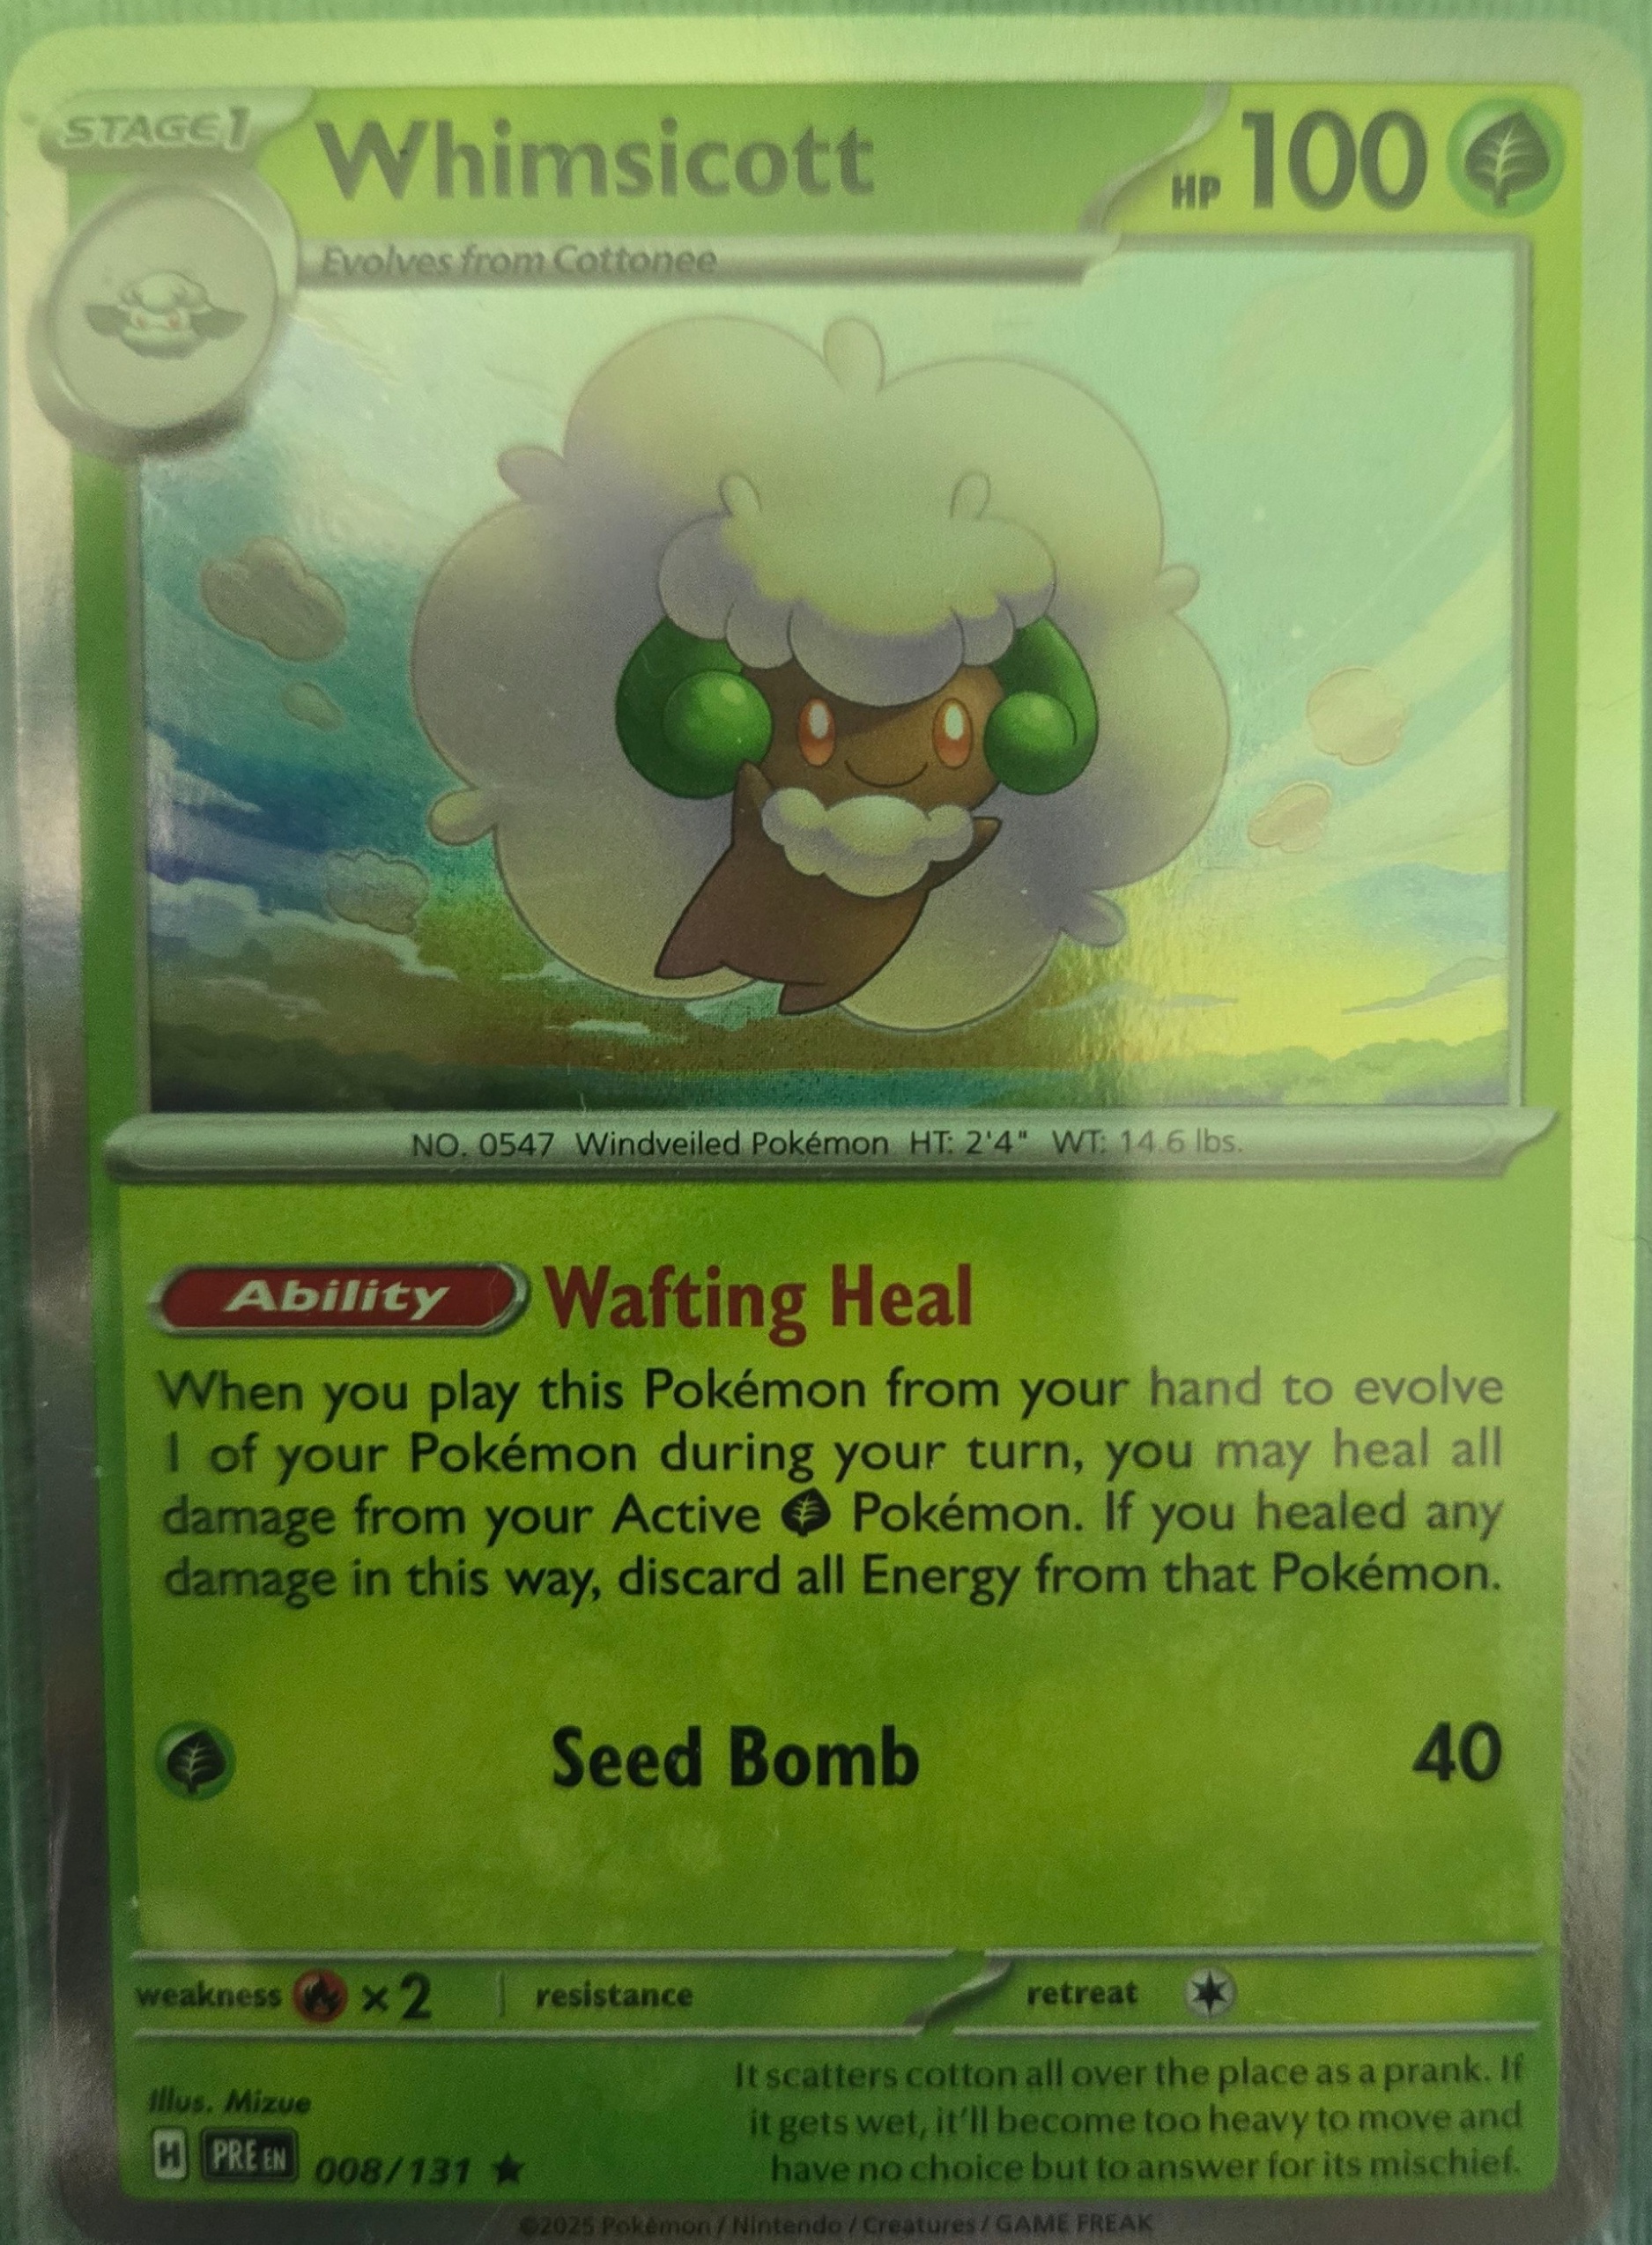 STAGE 1
Whimsicott
HP 100
Evolves from Cottonee
NO. 0547 Windveiled Pokémon HT: 2'4" WT: 14.6 lbs.
Ability Wafting Heal
When you play this Pokémon from your hand to evolve
1 of your Pokémon during your turn, you may heal all
damage from your Active Pokémon. If you healed any
damage in this way, discard all Energy from that Pokémon.
Seed Bomb 40
weakness ×2 resistance retreat
It scatters cotton all over the place as a prank. If
it gets wet, it'll become too heavy to move and
have no choice but to answer for its mischief.
Illus. Mizue
H PRE EN 008/131 ★
©2025 Pokémon / Nintendo / Creatures / GAME FREAK